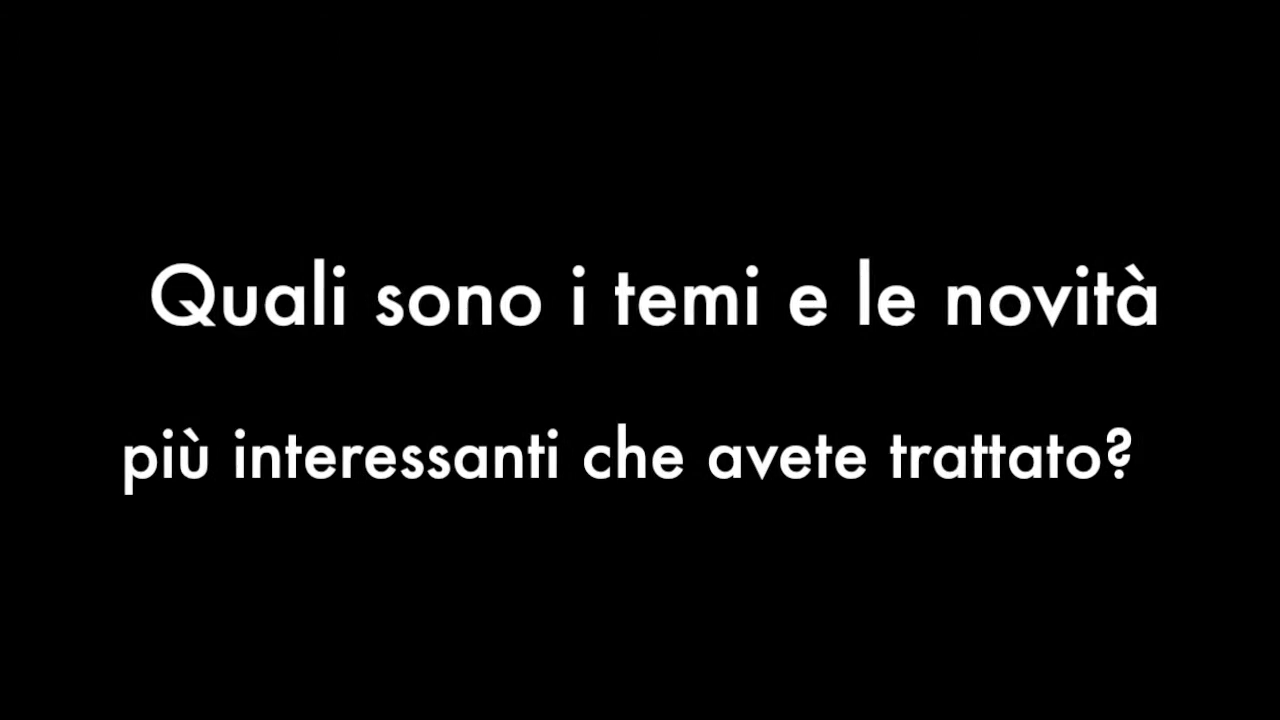 Quali sono i temi e le novità
più interessanti che avete trattato?